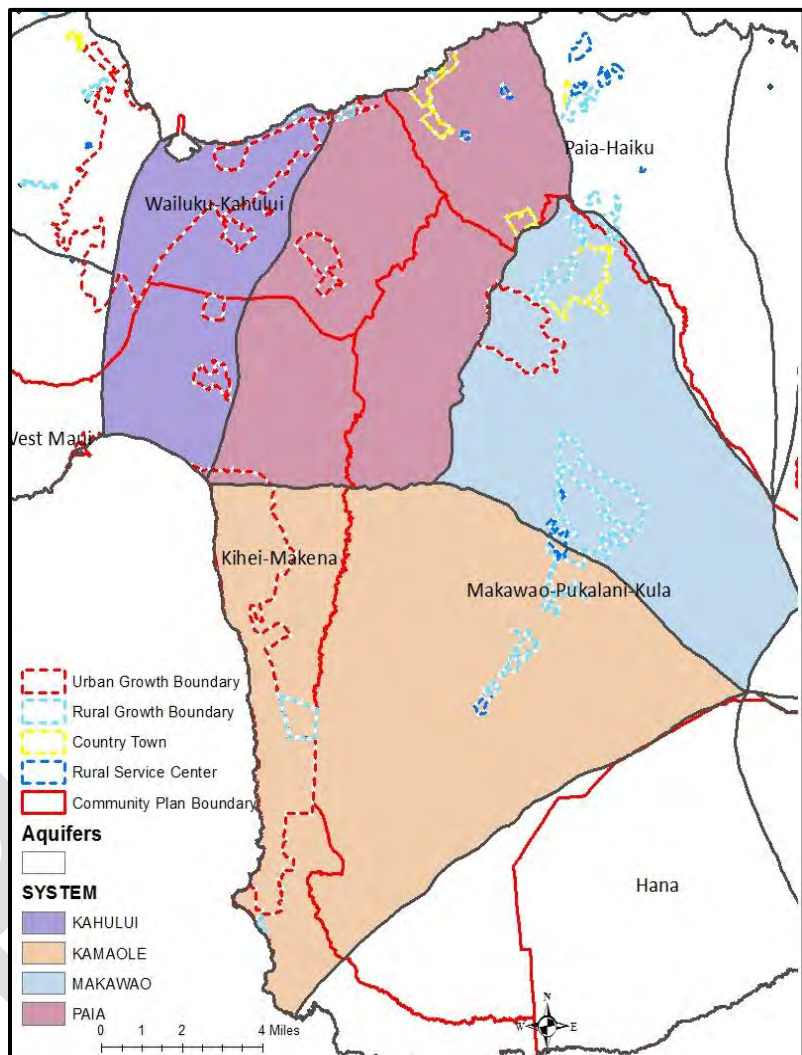 Paia-Haiku
Wailuku-Kahului
West Maui
Kihei-Makena
Makawao-Pukalani-Kula
Hana
Urban Growth Boundary
Rural Growth Boundary
Country Town
Rural Service Center
Community Plan Boundary
Aquifers
SYSTEM
KAHULUI
KAMAOLE
MAKAWAO
PAIA
0 1 2 4 Miles
N
W E
S